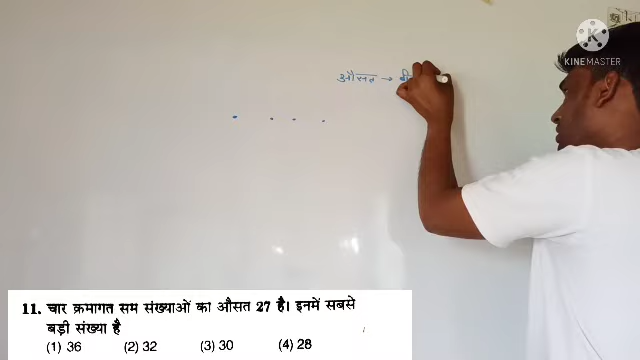 KINEMASTER
औसत →
11. चार क्रमागत सम संख्याओं का औसत 27 है। इनमें सबसे
बड़ी संख्या है
(1) 36 (2) 32 (3) 30 (4) 28